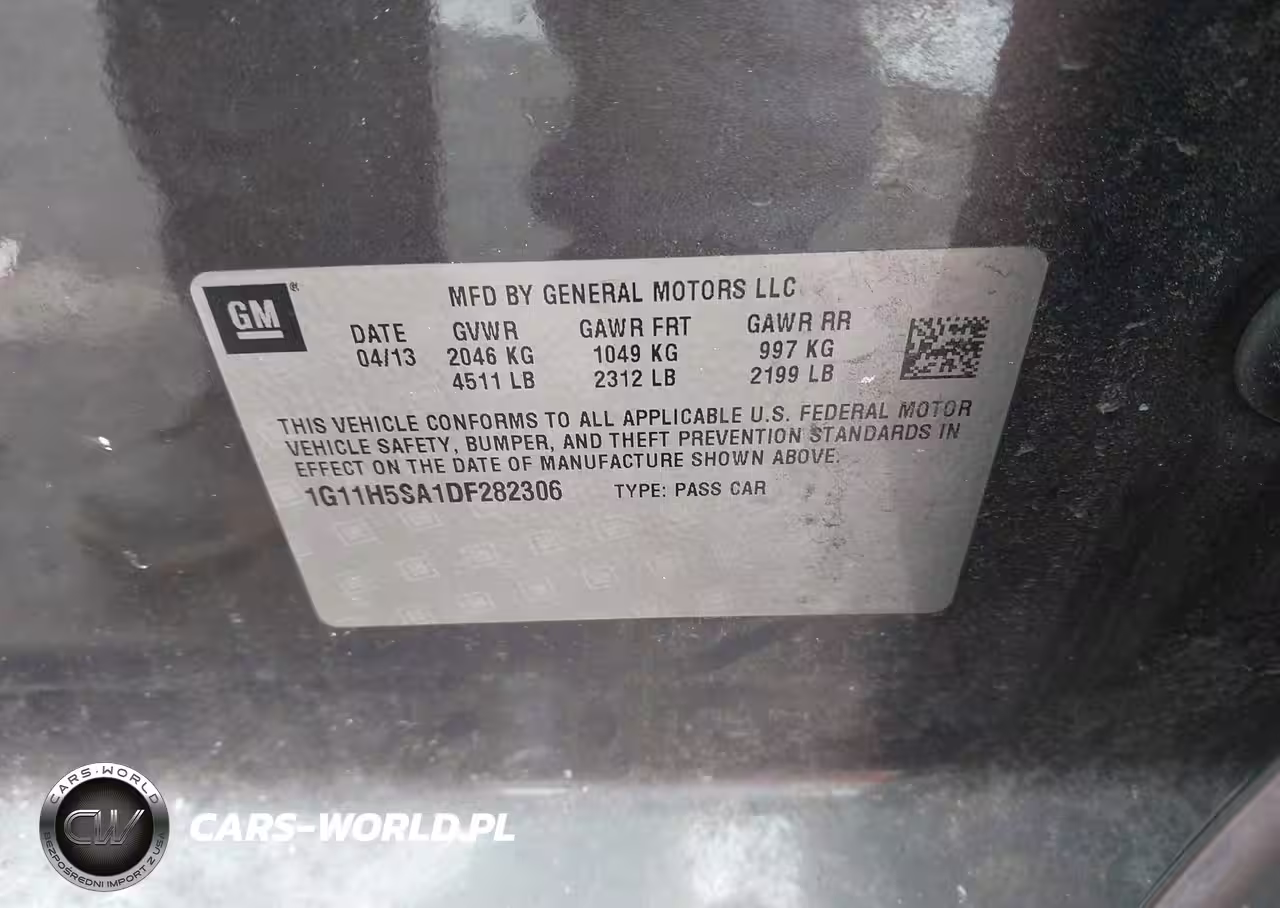 GM®
MFD BY GENERAL MOTORS LLC
DATE GVWR GAWR FRT GAWR RR
04/13 2046 KG 1049 KG 997 KG
4511 LB 2312 LB 2199 LB
THIS VEHICLE CONFORMS TO ALL APPLICABLE U.S. FEDERAL MOTOR
VEHICLE SAFETY, BUMPER, AND THEFT PREVENTION STANDARDS IN
EFFECT ON THE DATE OF MANUFACTURE SHOWN ABOVE.
1G11H5SA1DF282306 TYPE: PASS CAR
CARS-WORLD
CW
BEZPOŚREDNI IMPORT Z USA
CARS-WORLD.PL